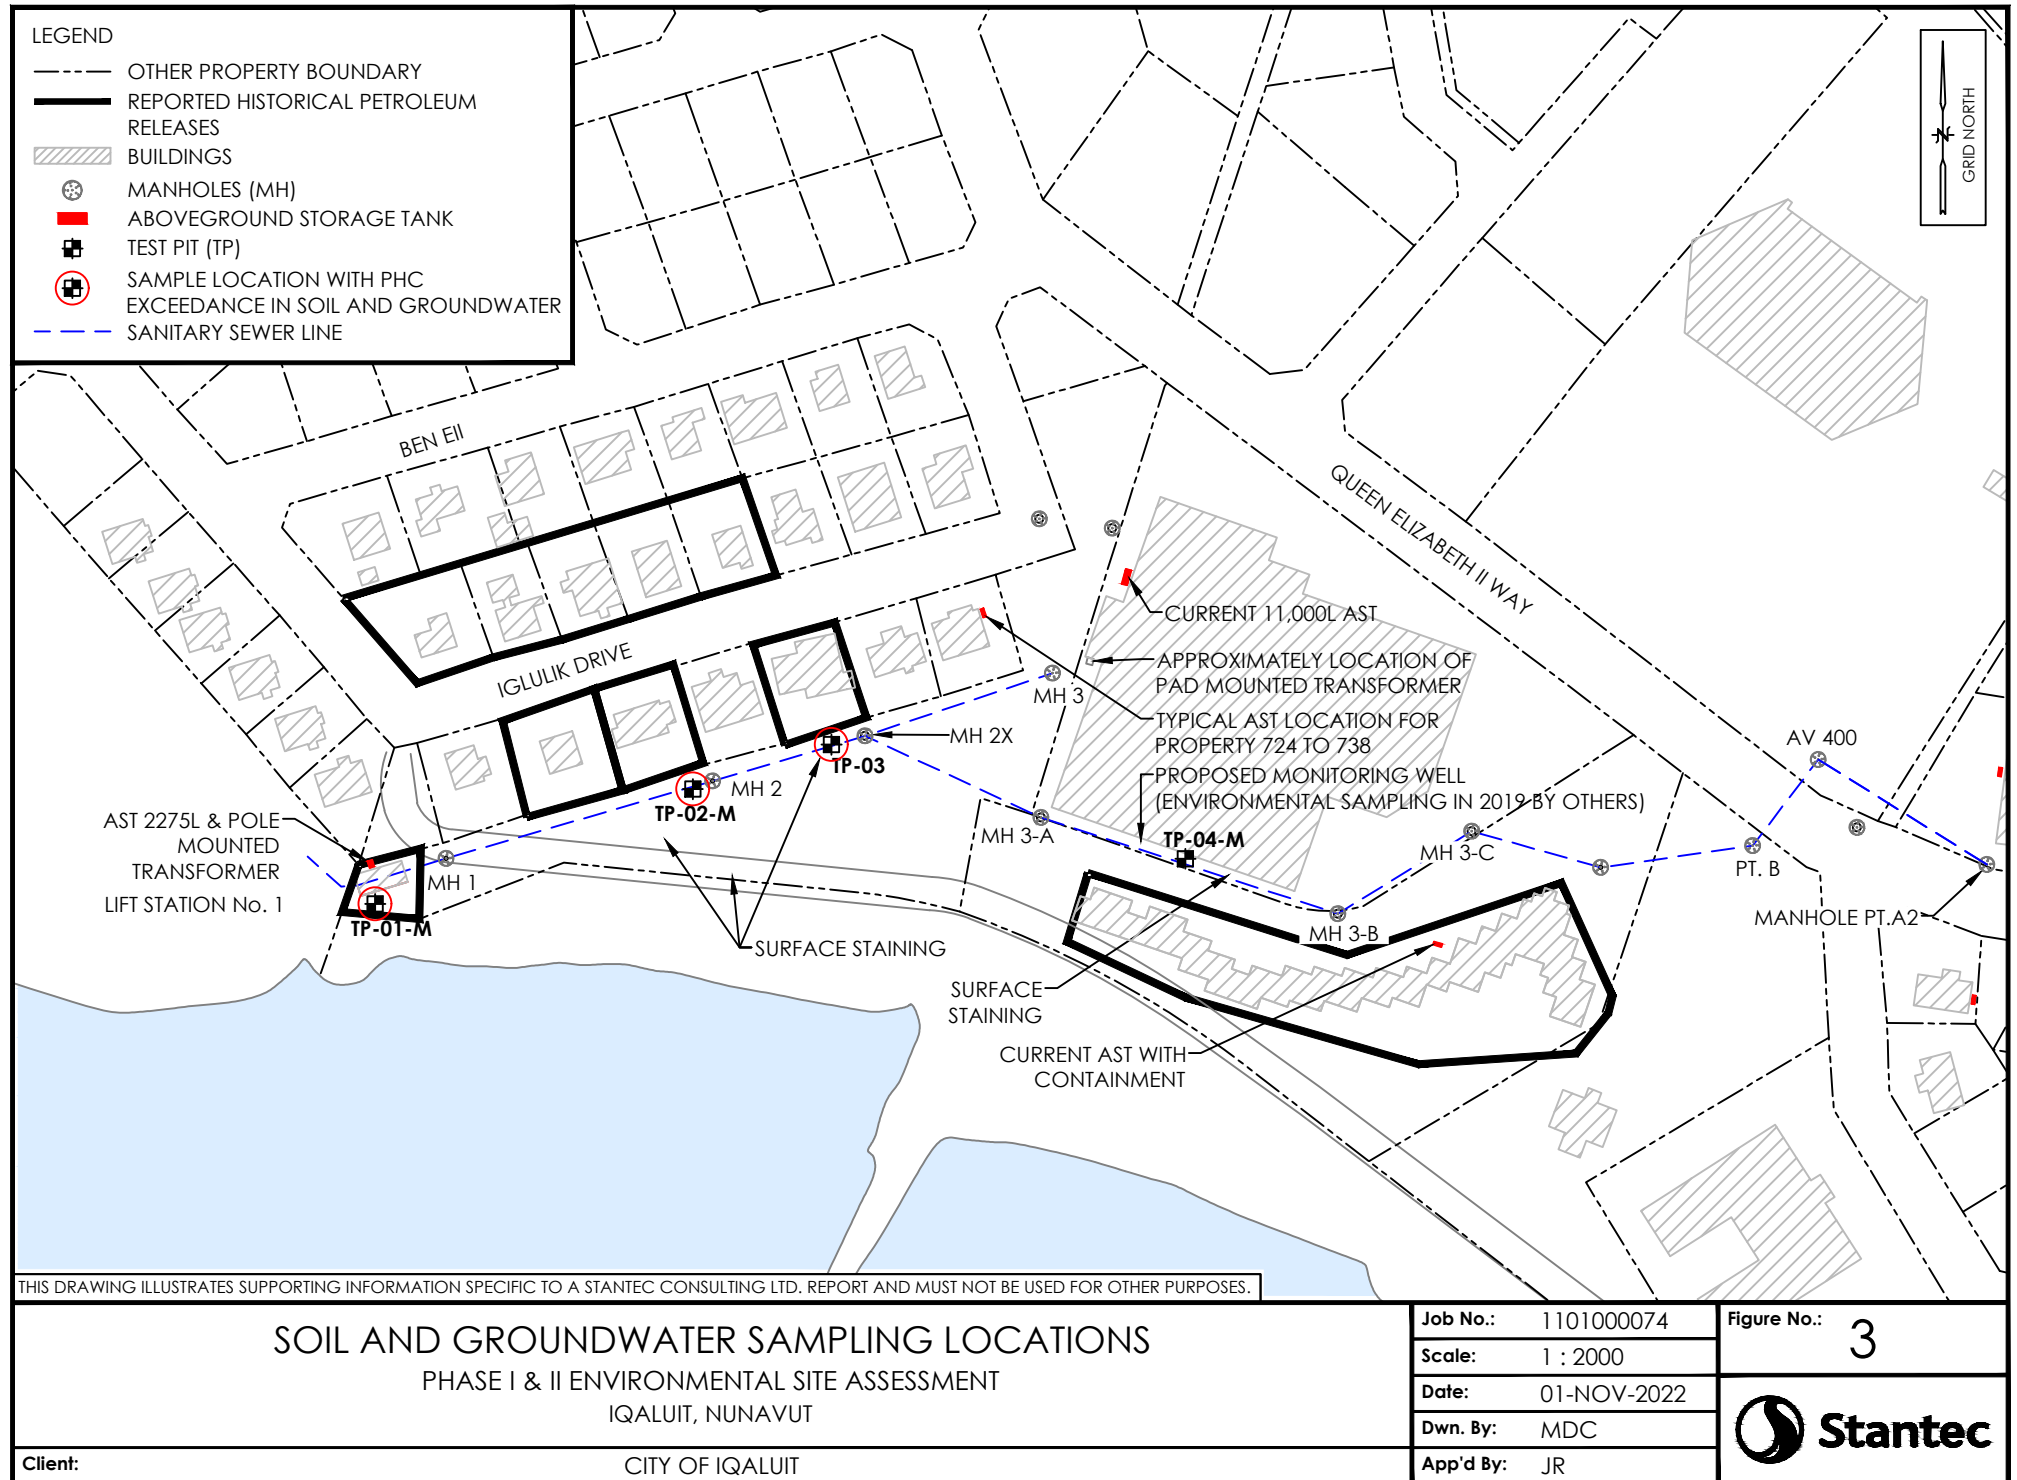 LEGEND
OTHER PROPERTY BOUNDARY
REPORTED HISTORICAL PETROLEUM
RELEASES
BUILDINGS
MANHOLES (MH)
ABOVEGROUND STORAGE TANK
TEST PIT (TP)
SAMPLE LOCATION WITH PHC
EXCEEDANCE IN SOIL AND GROUNDWATER
SANITARY SEWER LINE
N
GRID NORTH
BEN EII
QUEEN ELIZABETH II WAY
IGLULIK DRIVE
CURRENT 11,000L AST
APPROXIMATELY LOCATION OF
PAD MOUNTED TRANSFORMER
MH 3
TYPICAL AST LOCATION FOR
PROPERTY 724 TO 738
MH 2X
AV 400
TP-03
PROPOSED MONITORING WELL
(ENVIRONMENTAL SAMPLING IN 2019 BY OTHERS)
MH 2
TP-02-M
AST 2275L & POLE
MOUNTED
TRANSFORMER
MH 3-A
TP-04-M
MH 3-C
PT. B
MH 1
LIFT STATION No. 1
TP-01-M
MANHOLE PT.A2
MH 3-B
SURFACE STAINING
SURFACE
STAINING
CURRENT AST WITH
CONTAINMENT
THIS DRAWING ILLUSTRATES SUPPORTING INFORMATION SPECIFIC TO A STANTEC CONSULTING LTD. REPORT AND MUST NOT BE USED FOR OTHER PURPOSES.
SOIL AND GROUNDWATER SAMPLING LOCATIONS
PHASE I & II ENVIRONMENTAL SITE ASSESSMENT
IQALUIT, NUNAVUT
Client: CITY OF IQALUIT
Job No.: 1101000074
Scale: 1 : 2000
Date: 01-NOV-2022
Dwn. By: MDC
App'd By: JR
Figure No.: 3
Stantec